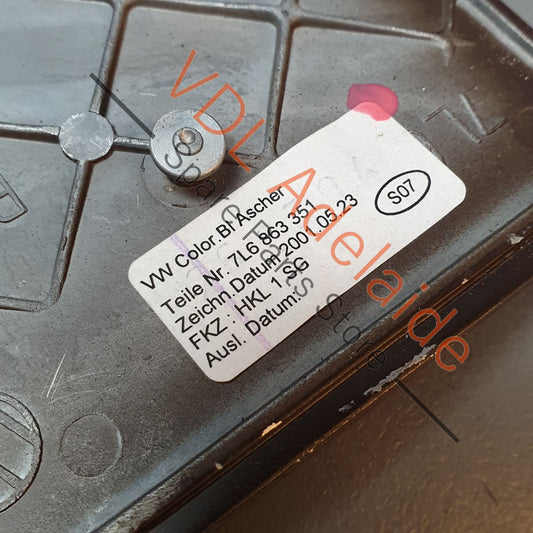 VW Color.Bl Ascher
Teile Nr. 7L6 863 351
Zeichn.Datum 2001.05.23
FKZ : HKL 1 SG
Ausl. Datum:
S07
VDL Adelaide
Spare Parts Store